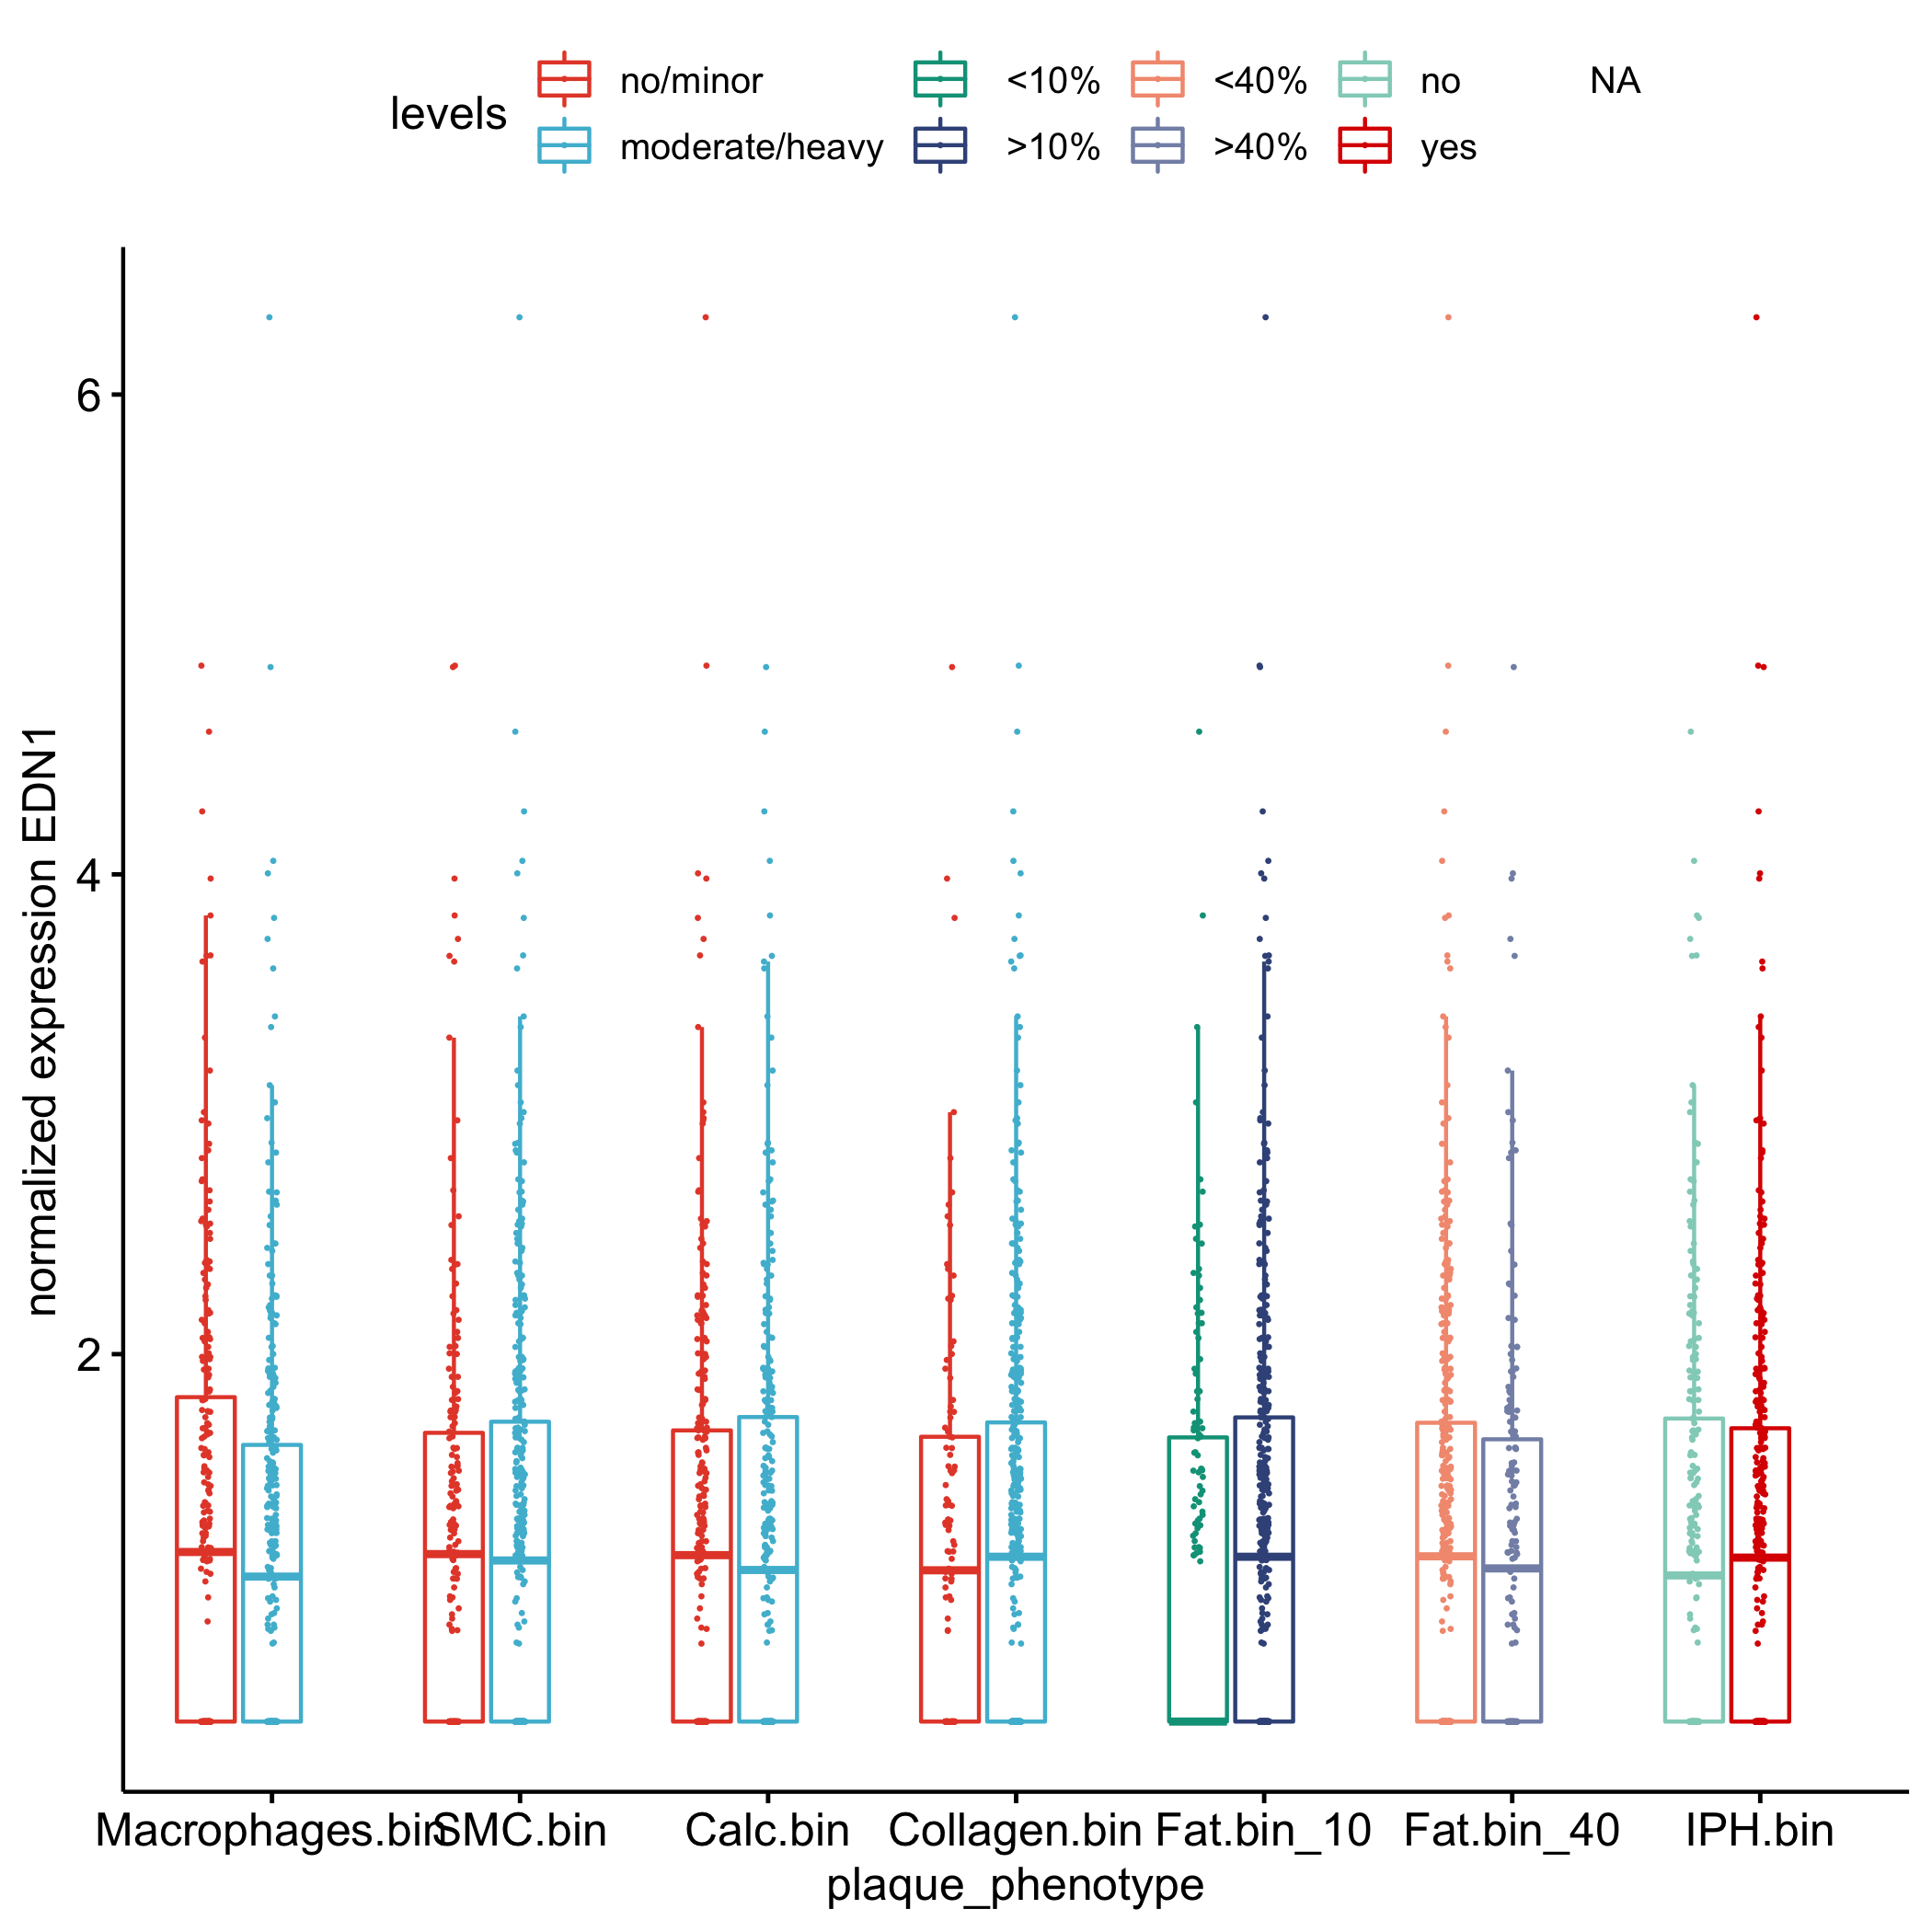 levels
no/minor <10% <40% no NA
moderate/heavy >10% >40% yes
normalized expression EDN1
6
4
2
Macrophages.bin SMC.bin Calc.bin Collagen.bin Fat.bin_10 Fat.bin_40 IPH.bin
plaque_phenotype